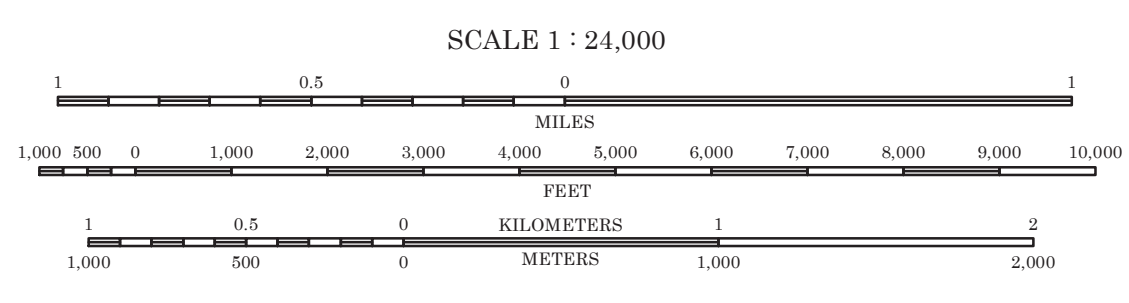 SCALE 1 : 24,000
1 0.5 0 1
MILES
1,000 500 0 1,000 2,000 3,000 4,000 5,000 6,000 7,000 8,000 9,000 10,000
FEET
1 0.5 0 KILOMETERS 1 2
1,000 500 0 METERS 1,000 2,000